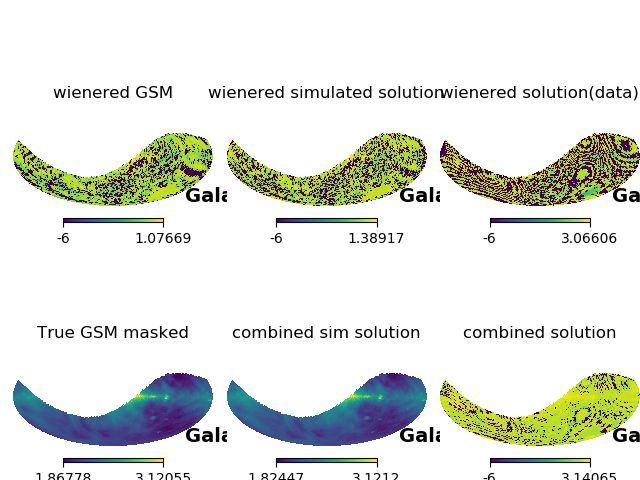 wienered GSM wienered simulated solution wienered solution(data)
Gala Gala Ga
-6 1.07669 -6 1.38917 -6 3.06606
True GSM masked combined sim solution combined solution
Gala Gala Ga
1.86778 3.12055 1.82447 3.1212 -6 3.14065